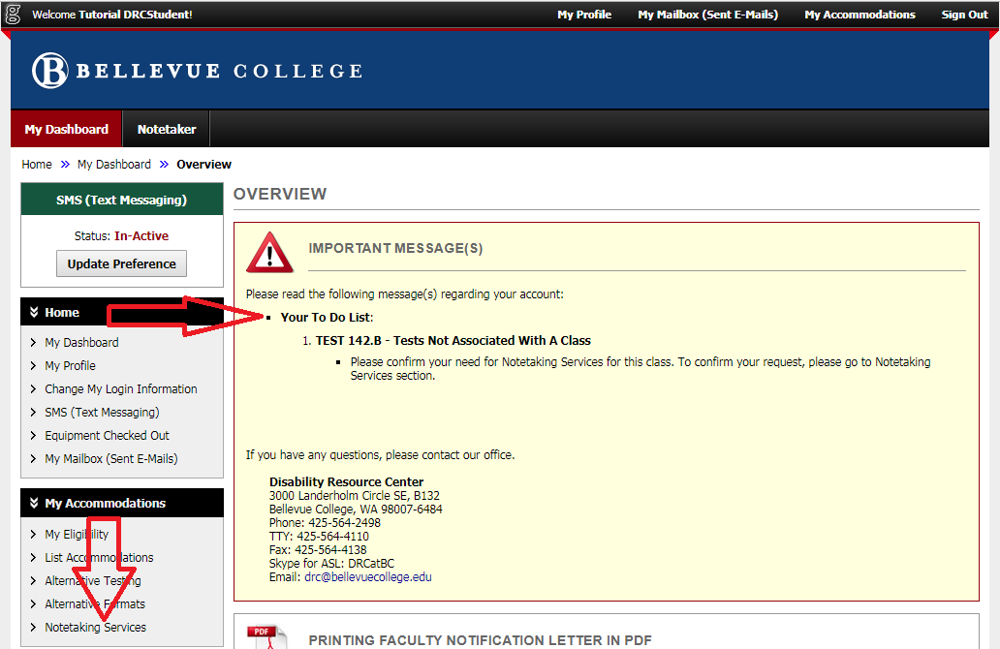 Welcome Tutorial DRCStudent!
My Profile My Mailbox (Sent E-Mails) My Accommodations Sign Out
B BELLEVUE COLLEGE
My Dashboard Notetaker
Home » My Dashboard » Overview
SMS (Text Messaging)
Status: In-Active
Update Preference
Home
My Dashboard
My Profile
Change My Login Information
SMS (Text Messaging)
Equipment Checked Out
My Mailbox (Sent E-Mails)
My Accommodations
My Eligibility
List Accommodations
Alternative Testing
Alternative Formats
Notetaking Services
OVERVIEW
IMPORTANT MESSAGE(S)
Please read the following message(s) regarding your account:
Your To Do List:
1. TEST 142.B - Tests Not Associated With A Class
Please confirm your need for Notetaking Services for this class. To confirm your request, please go to Notetaking
Services section.
If you have any questions, please contact our office.
Disability Resource Center
3000 Landerholm Circle SE, B132
Bellevue College, WA 98007-6484
Phone: 425-564-2498
TTY: 425-564-4110
Fax: 425-564-4138
Skype for ASL: DRCatBC
Email: drc@bellevuecollege.edu
PDF
PRINTING FACULTY NOTIFICATION LETTER IN PDF